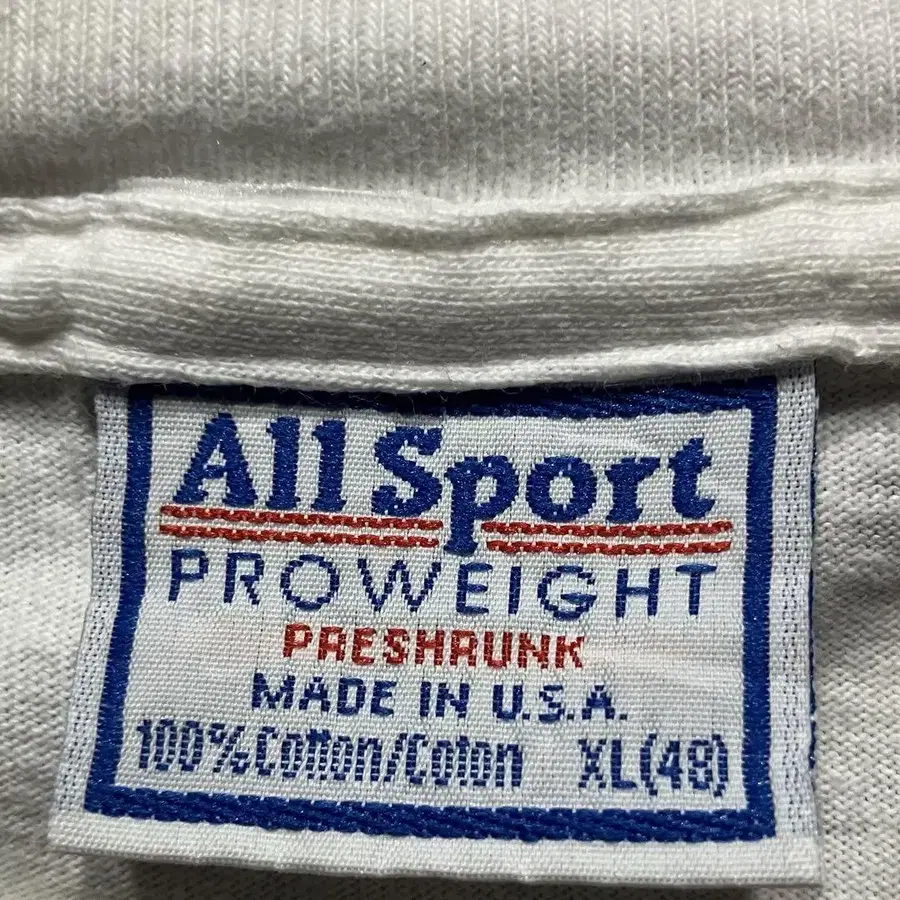 All Sport
PROWEIGHT
PRESHRUNK
MADE IN U.S.A.
100% Cotton/Coton XL(48)